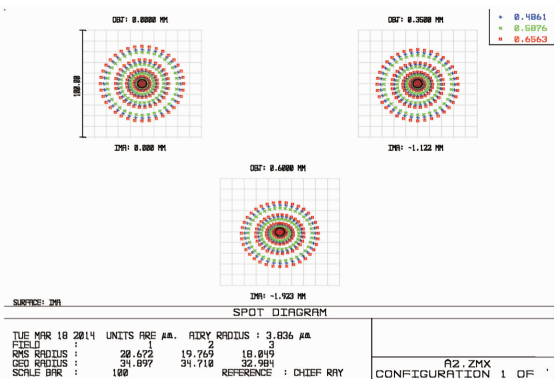 OBJ: 0.0000 MM
OBJ: 0.3500 MM
0.4861
0.5876
0.6563
100.00
IMA: 0.000 MM
IMA: -1.122 MM
OBJ: 0.6000 MM
IMA: -1.923 MM
SURFACE: IMA
SPOT DIAGRAM
TUE MAR 18 2014 UNITS ARE µm. AIRY RADIUS : 3.836 µm
FIELD : 1 2 3
RMS RADIUS : 20.672 19.769 18.049
GEO RADIUS : 34.897 34.710 32.984
SCALE BAR : 100 REFERENCE : CHIEF RAY
A2.ZMX
CONFIGURATION 1 OF